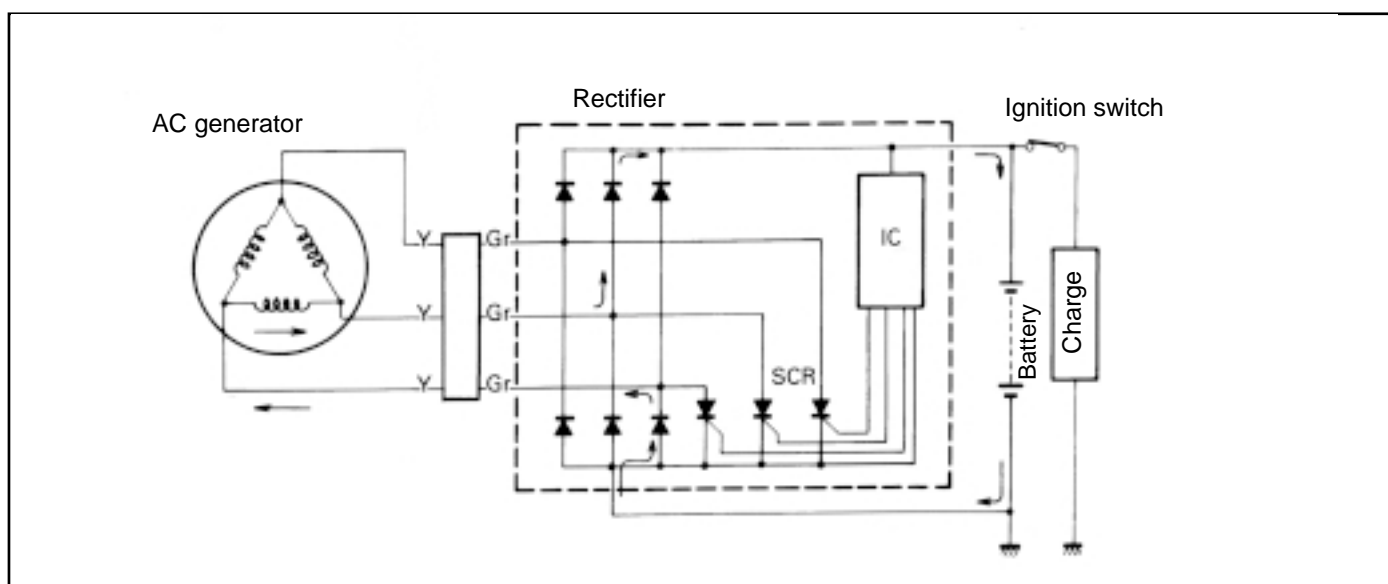 Rectifier
Ignition switch
AC generator
IC
Y
Gr
Y
Gr
Y
Gr
SCR
Battery
Charge